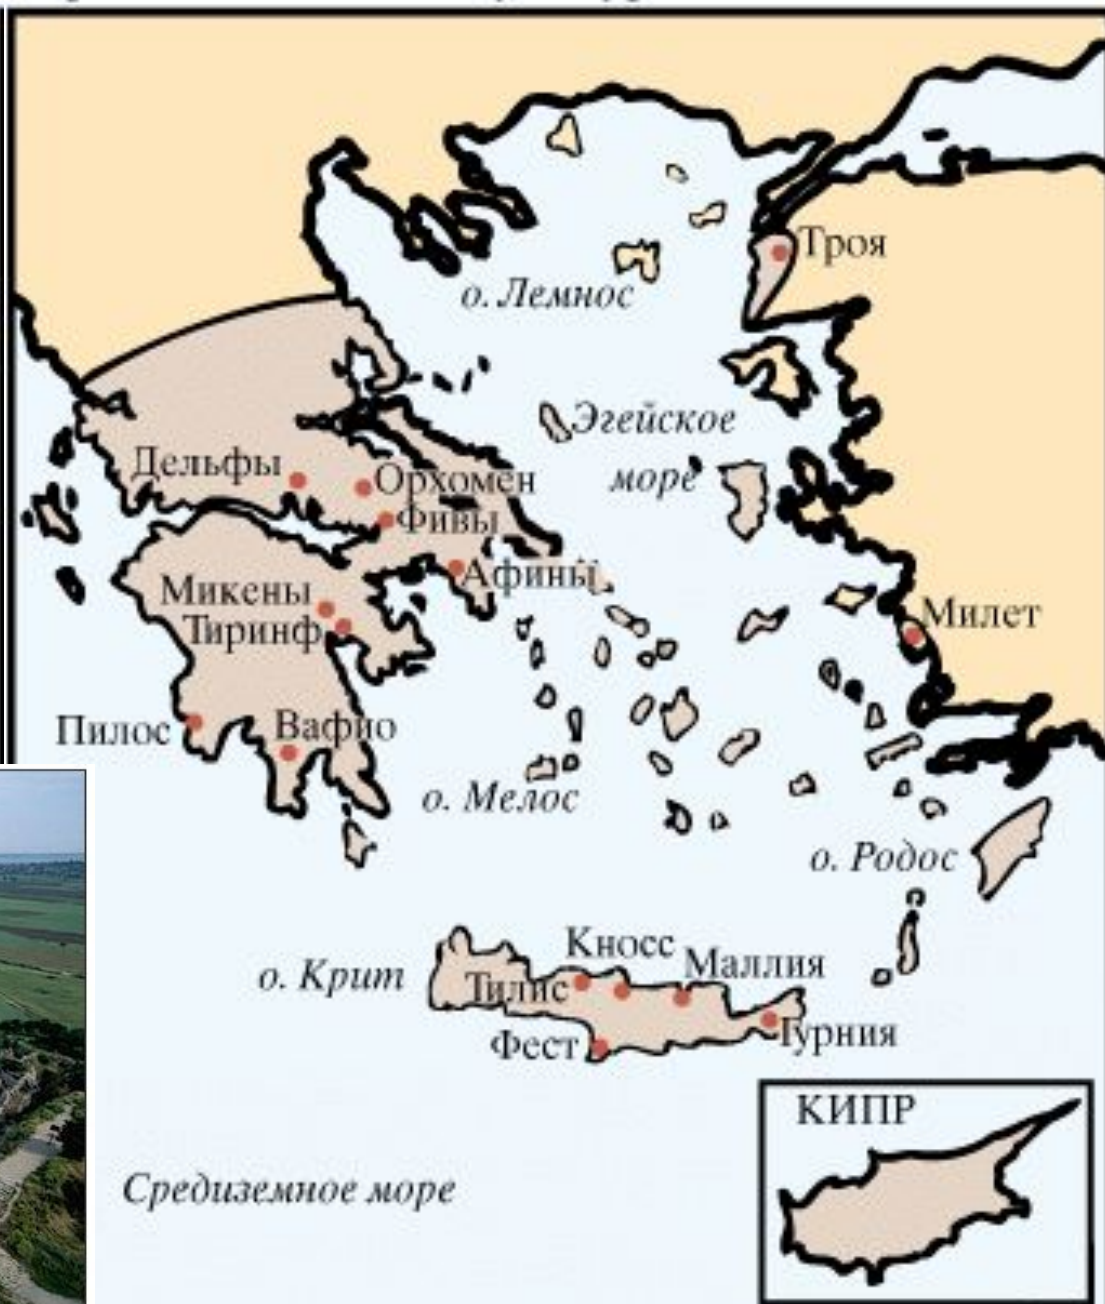 Троя
о. Лемнос
Эгейское
море
Дельфы
Орхомен
Фивы
Афины
Микены
Тиринф
Милет
Пилос
Вафио
о. Мелос
о. Родос
Кносс
Маллия
о. Крит
Тилис
Гурния
Фест
КИПР
Средиземное море